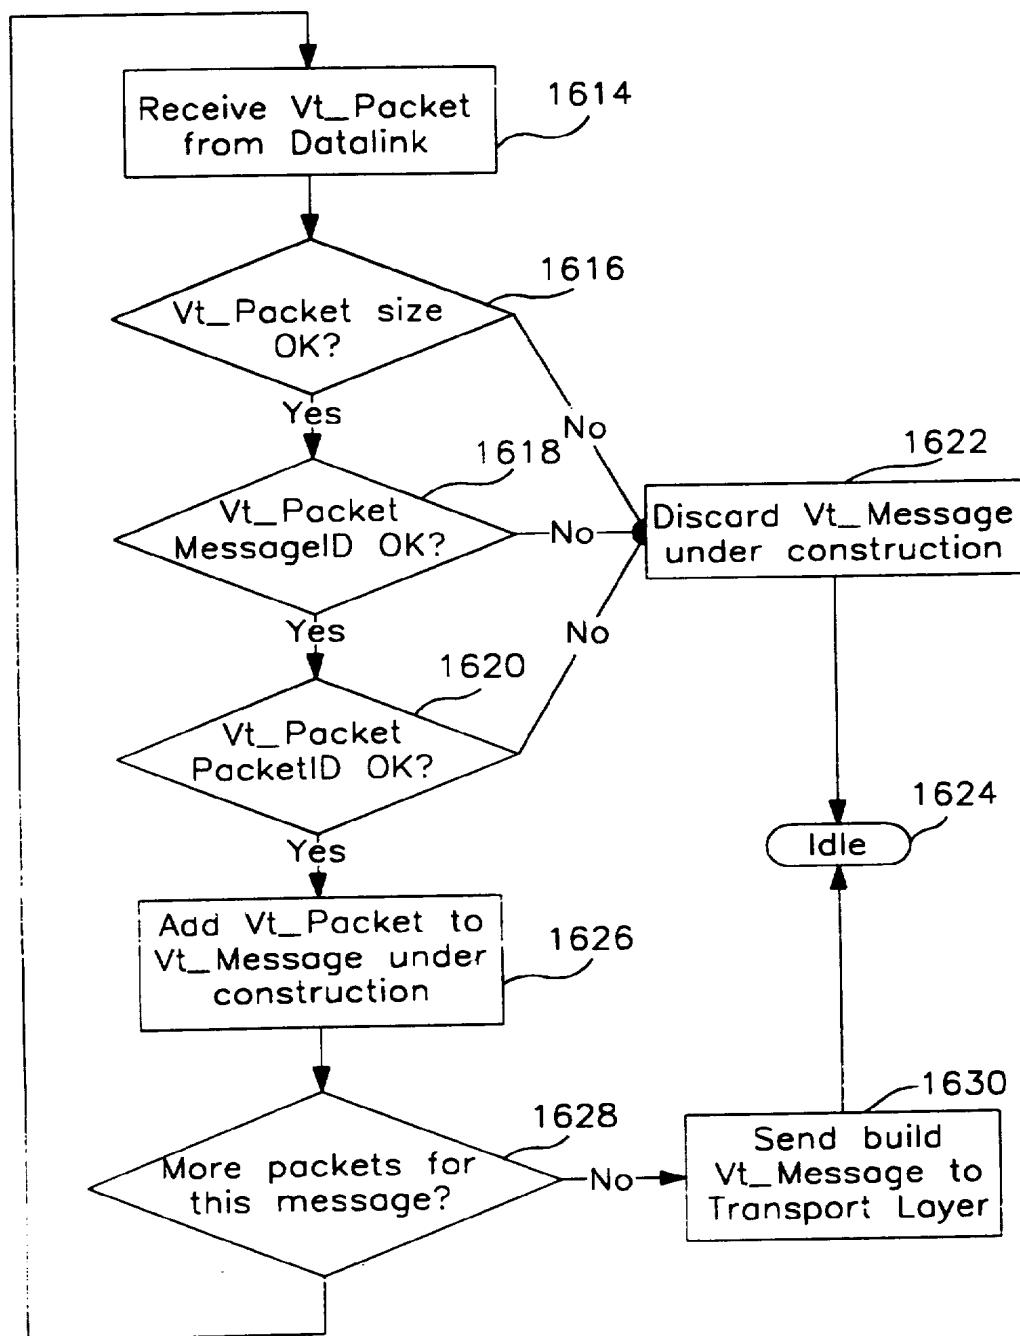 Receive Vt_Packet
from Datalink
1614
Vt_Packet size
OK?
1616
Yes
No
Vt_Packet
MessageID OK?
1618
No
Yes
Discard Vt_Message
under construction
1622
Vt_Packet
PacketID OK?
1620
No
Yes
Idle
1624
Add Vt_Packet to
Vt_Message under
construction
1626
More packets for
this message?
1628
No
Send build
Vt_Message to
Transport Layer
1630